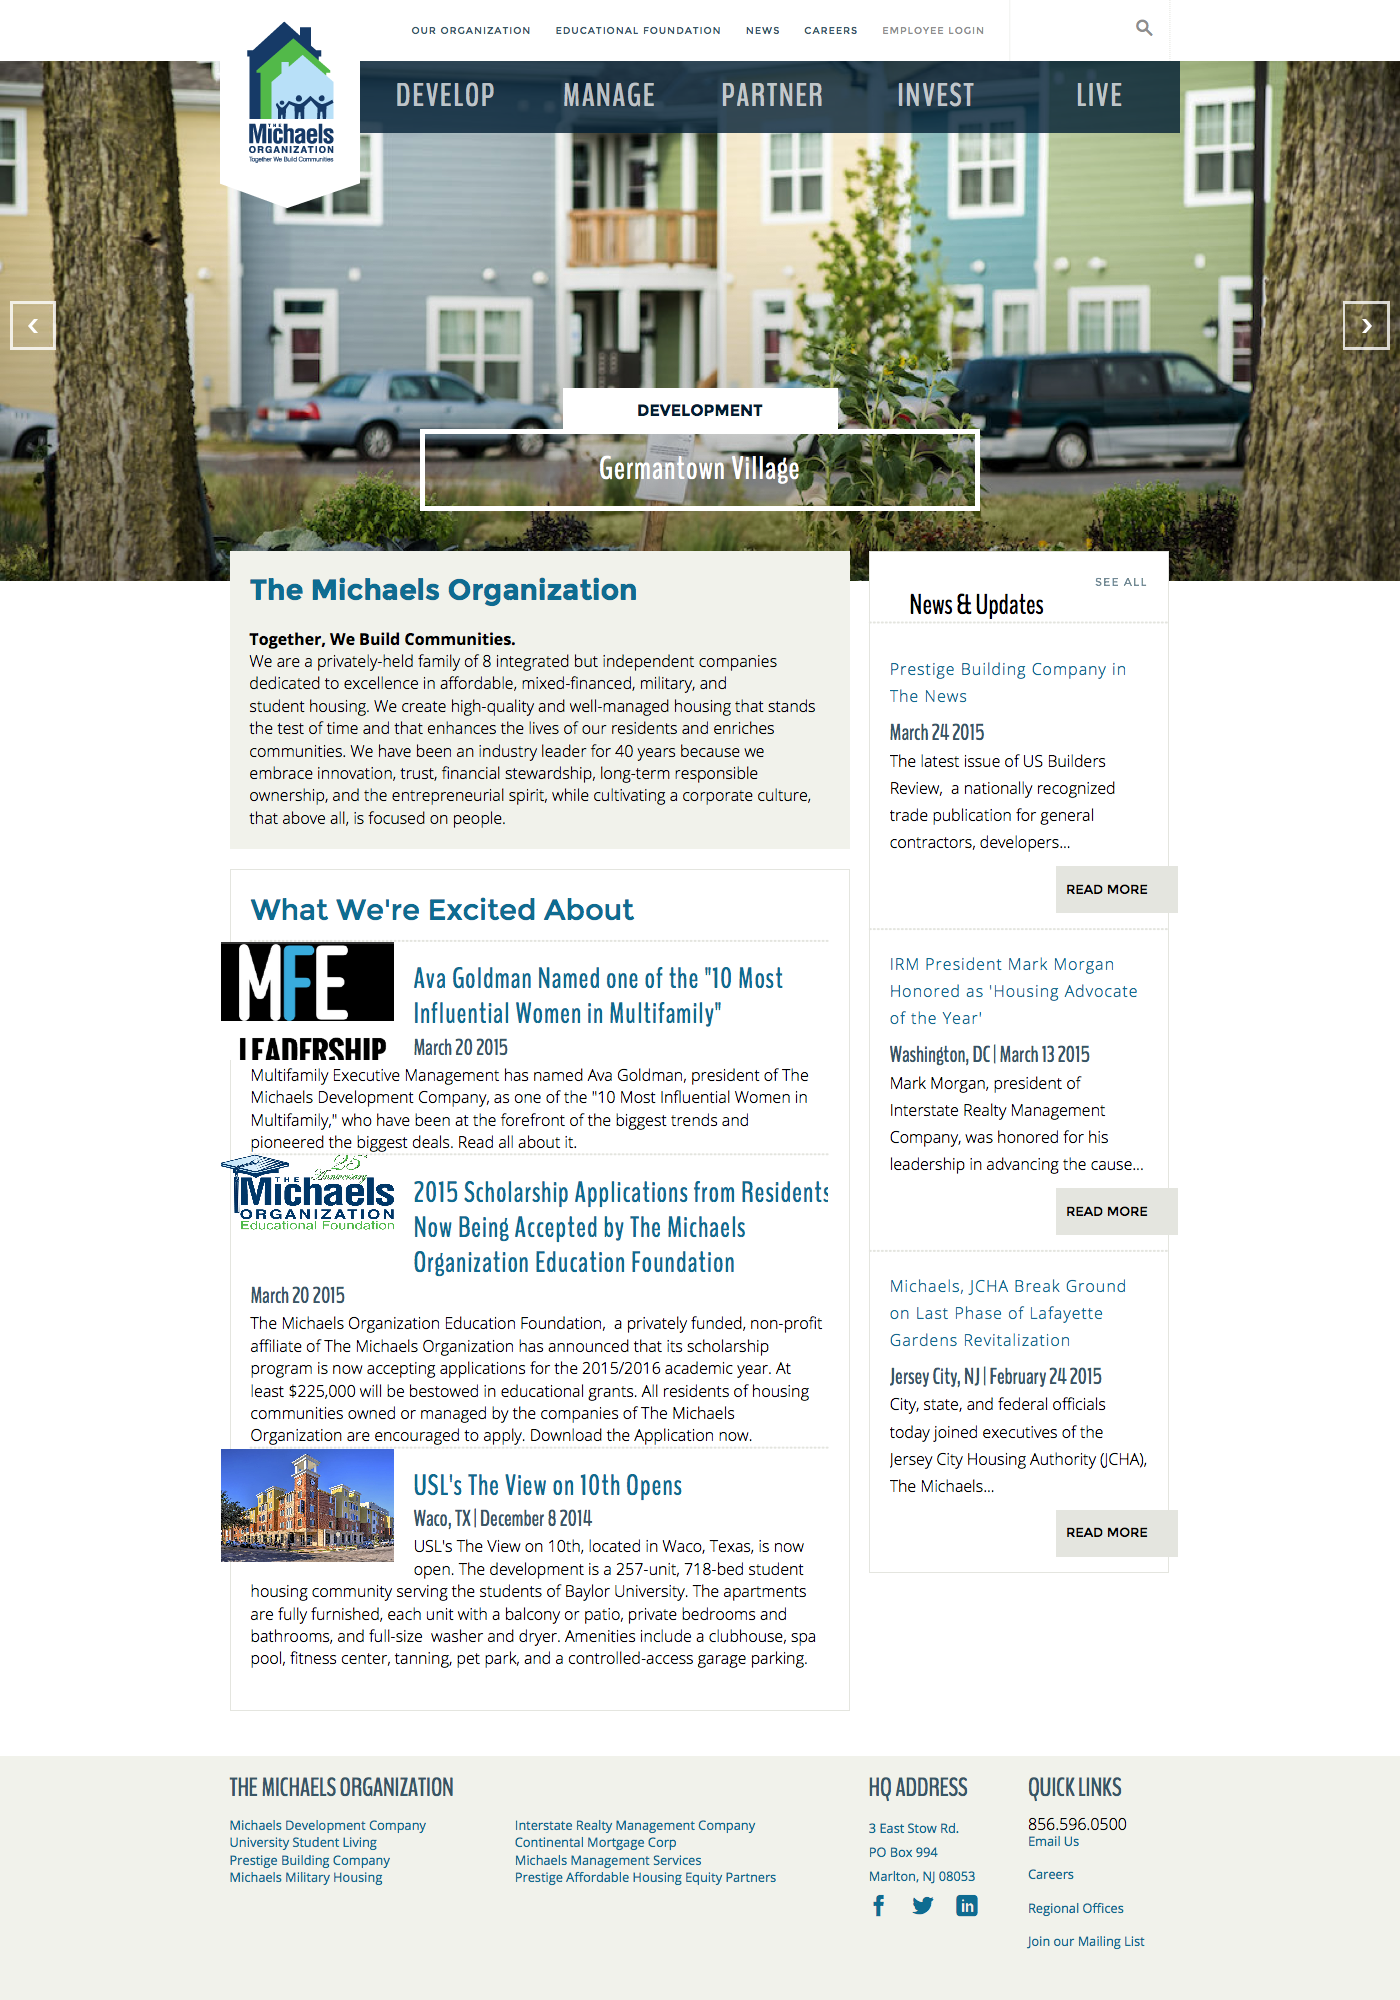 OUR ORGANIZATION EDUCATIONAL FOUNDATION NEWS CAREERS EMPLOYEE LOGIN
DEVELOP MANAGE PARTNER INVEST LIVE
THE
Michaels
ORGANIZATION
Together We Build Communities
DEVELOPMENT
Germantown Village
The Michaels Organization
Together, We Build Communities.
We are a privately-held family of 8 integrated but independent companies
dedicated to excellence in affordable, mixed-financed, military, and
student housing. We create high-quality and well-managed housing that stands
the test of time and that enhances the lives of our residents and enriches
communities. We have been an industry leader for 40 years because we
embrace innovation, trust, financial stewardship, long-term responsible
ownership, and the entrepreneurial spirit, while cultivating a corporate culture,
that above all, is focused on people.
What We're Excited About
MFE
LEADERSHIP
Ava Goldman Named one of the "10 Most
Influential Women in Multifamily"
March 20 2015
Multifamily Executive Management has named Ava Goldman, president of The
Michaels Development Company, as one of the "10 Most Influential Women in
Multifamily," who have been at the forefront of the biggest trends and
pioneered the biggest deals. Read all about it.
25
Anniversary
THE
Michaels
ORGANIZATION
Educational Foundation
2015 Scholarship Applications from Residents
Now Being Accepted by The Michaels
Organization Education Foundation
March 20 2015
The Michaels Organization Education Foundation,  a privately funded, non-profit
affiliate of The Michaels Organization has announced that its scholarship
program is now accepting applications for the 2015/2016 academic year. At
least $225,000 will be bestowed in educational grants. All residents of housing
communities owned or managed by the companies of The Michaels
Organization are encouraged to apply. Download the Application now.
USL's The View on 10th Opens
Waco, TX | December 8 2014
USL's The View on 10th, located in Waco, Texas, is now
open. The development is a 257-unit, 718-bed student
housing community serving the students of Baylor University. The apartments
are fully furnished, each unit with a balcony or patio, private bedrooms and
bathrooms, and full-size  washer and dryer. Amenities include a clubhouse, spa
pool, fitness center, tanning, pet park, and a controlled-access garage parking.
SEE ALL
News & Updates
Prestige Building Company in
The News
March 24 2015
The latest issue of US Builders
Review,  a nationally recognized
trade publication for general
contractors, developers...
READ MORE
IRM President Mark Morgan
Honored as 'Housing Advocate
of the Year'
Washington, DC | March 13 2015
Mark Morgan, president of
Interstate Realty Management
Company, was honored for his
leadership in advancing the cause...
READ MORE
Michaels, JCHA Break Ground
on Last Phase of Lafayette
Gardens Revitalization
Jersey City, NJ | February 24 2015
City, state, and federal officials
today joined executives of the
Jersey City Housing Authority (JCHA),
The Michaels...
READ MORE
THE MICHAELS ORGANIZATION
Michaels Development Company
University Student Living
Prestige Building Company
Michaels Military Housing
Interstate Realty Management Company
Continental Mortgage Corp
Michaels Management Services
Prestige Affordable Housing Equity Partners
HQ ADDRESS
3 East Stow Rd.
PO Box 994
Marlton, NJ 08053
QUICK LINKS
856.596.0500
Email Us
Careers
Regional Offices
Join our Mailing List